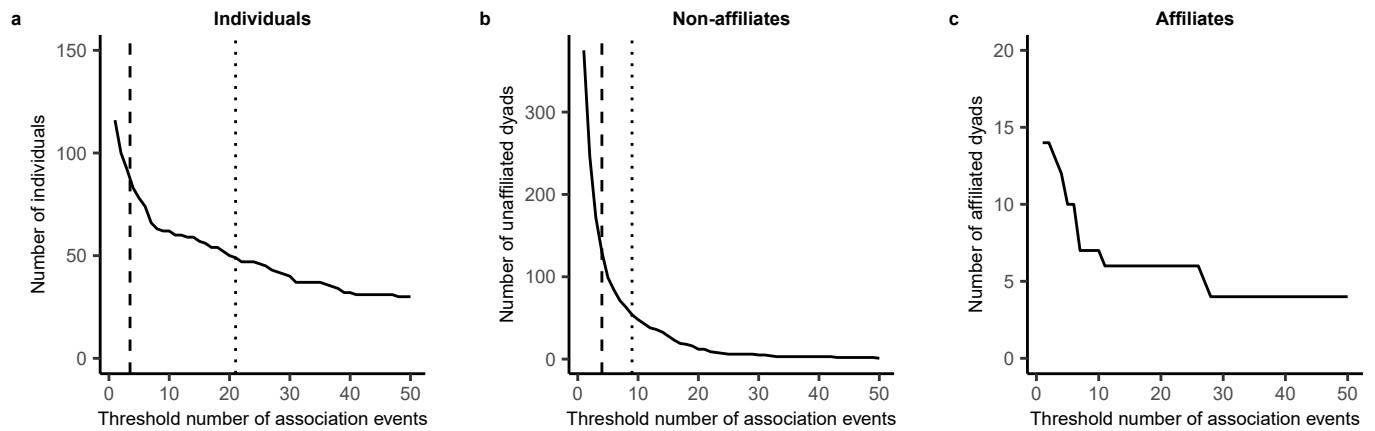 a
Individuals
150
100
50
0
0 10 20 30 40 50
Number of individuals
Threshold number of association events
b
Non-affiliates
300
200
100
0
0 10 20 30 40 50
Number of unaffiliated dyads
Threshold number of association events
c
Affiliates
20
15
10
5
0
0 10 20 30 40 50
Number of affiliated dyads
Threshold number of association events